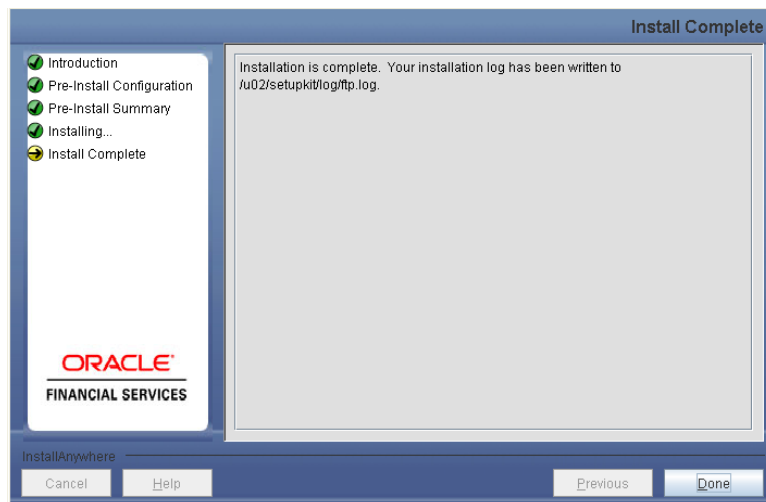 Install Complete
Introduction
Pre-Install Configuration
Pre-Install Summary
Installing...
Install Complete
Installation is complete. Your installation log has been written to
/u02/setupkit/log/ftp.log.
ORACLE
FINANCIAL SERVICES
InstallAnywhere
Cancel
Help
Previous
Done